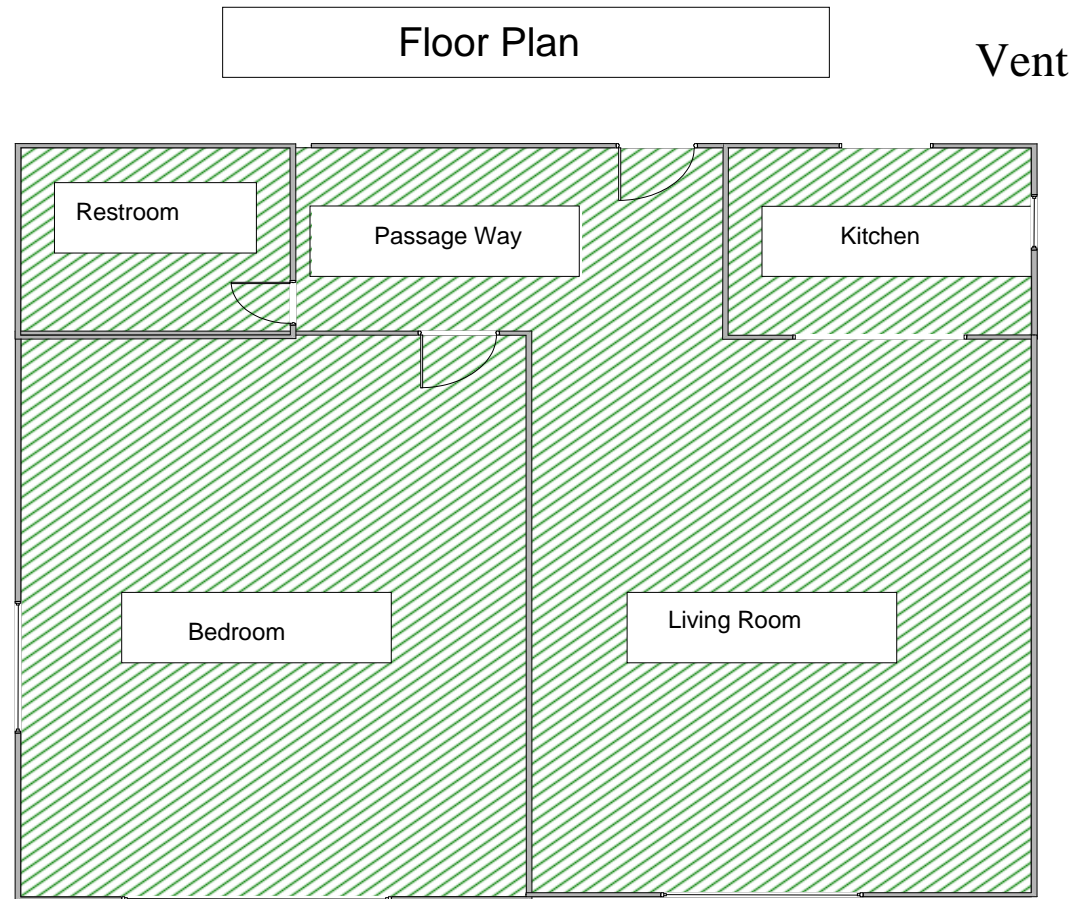 Floor Plan
Vent
Restroom
Passage Way
Kitchen
Bedroom
Living Room